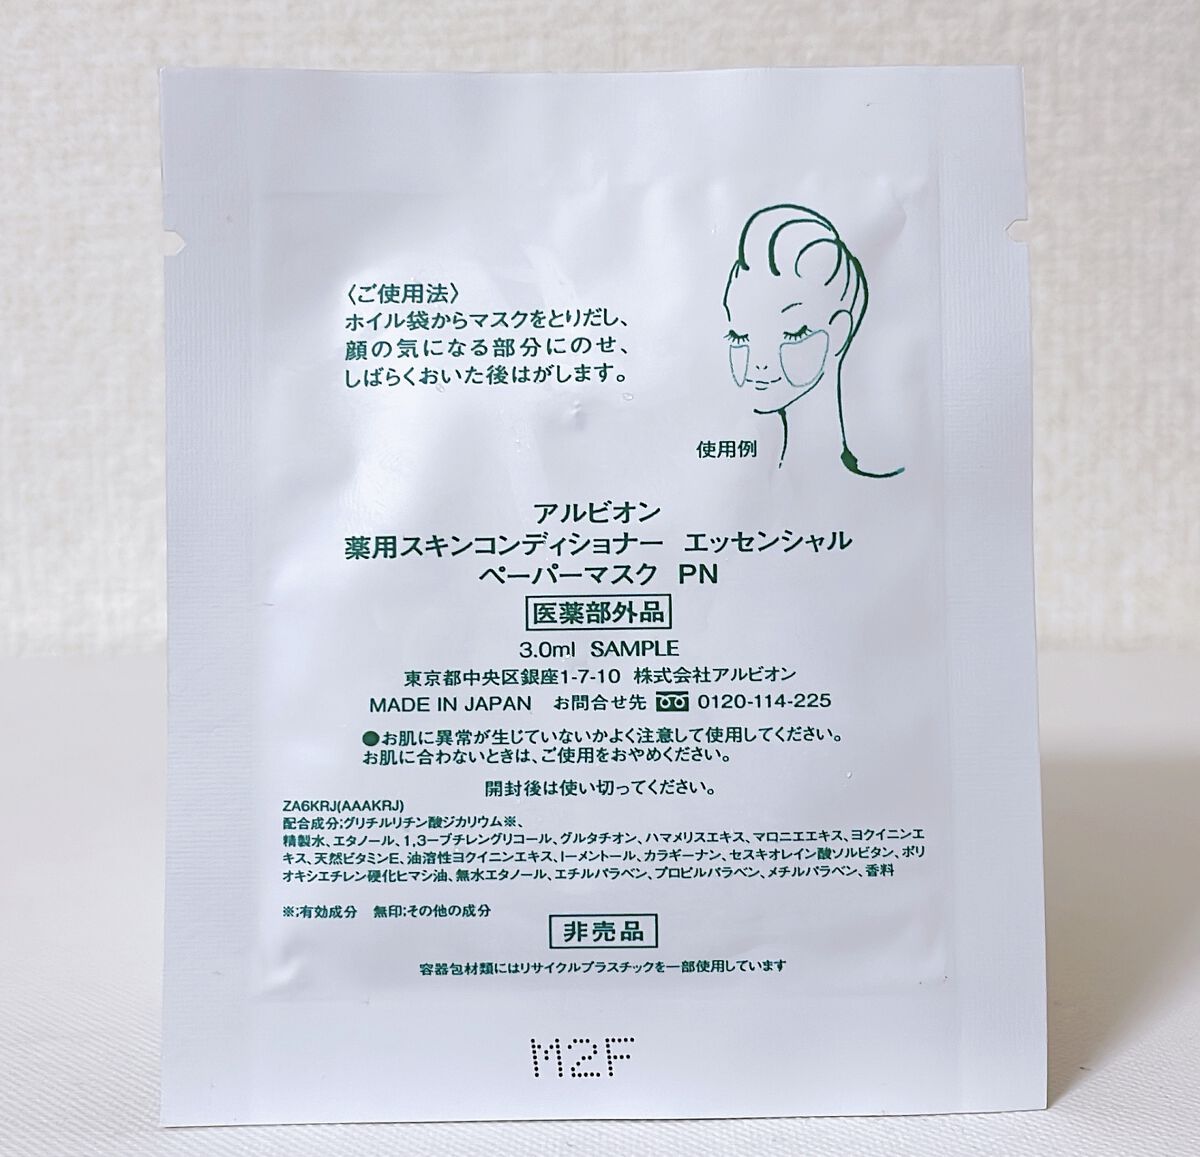 〈ご使用法〉
ホイル袋からマスクをとりだし、
顔の気になる部分にのせ、
しばらくおいた後はがします。
使用例
アルビオン
薬用スキンコンディショナー エッセンシャル
ペーパーマスク PN
医薬部外品
3.0ml SAMPLE
東京都中央区銀座1-7-10 株式会社アルビオン
MADE IN JAPAN お問合せ先 0120-114-225
●お肌に異常が生じていないかよく注意して使用してください。
お肌に合わないときは、ご使用をおやめください。
開封後は使い切ってください。
ZA6KRJ(AAAKRJ)
配合成分;グリチルリチン酸ジカリウム※、
精製水、エタノール、1,3ーブチレングリコール、グルタチオン、ハマメリスエキス、マロニエエキス、ヨクイニンエ
キス、天然ビタミンE、油溶性ヨクイニンエキス、l-メントール、カラギーナン、セスキオレイン酸ソルビタン、ポリ
オキシエチレン硬化ヒマシ油、無水エタノール、エチルパラベン、プロピルパラベン、メチルパラベン、香料
※;有効成分 無印;その他の成分
非売品
容器包材類にはリサイクルプラスチックを一部使用しています
M2F